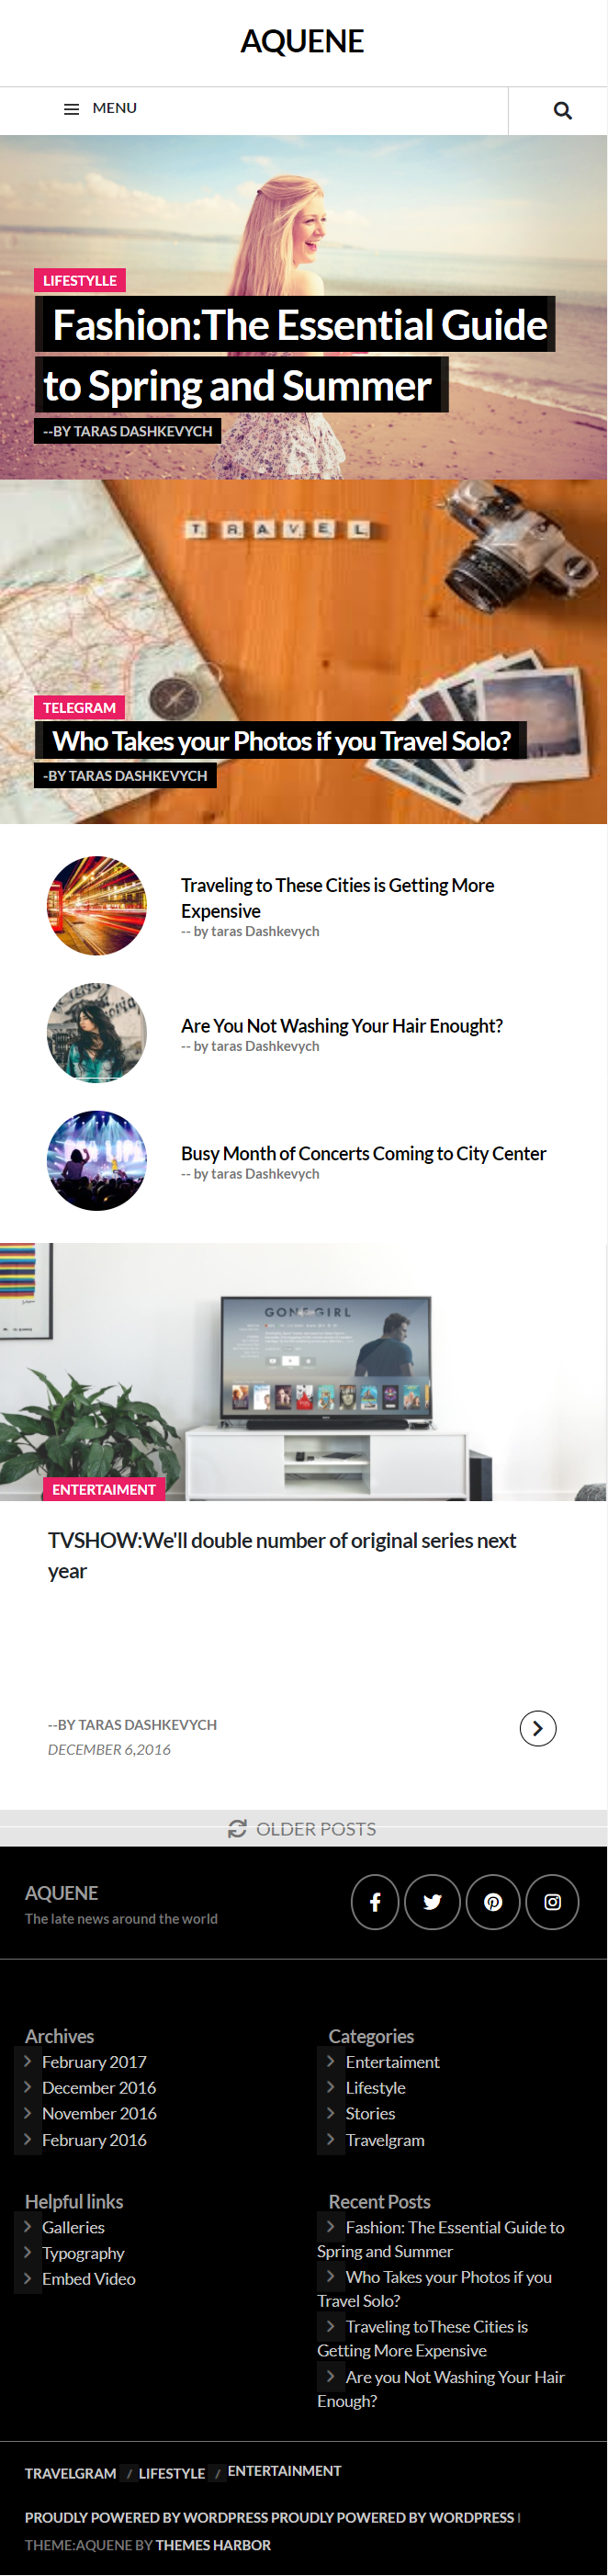 AQUENE
MENU
LIFESTYLLE
Fashion:The Essential Guide
to Spring and Summer
--BY TARAS DASHKEVYCH
TRAVEL
TELEGRAM
Who Takes your Photos if you Travel Solo?
-BY TARAS DASHKEVYCH
Traveling to These Cities is Getting More
Expensive
-- by taras Dashkevych
Are You Not Washing Your Hair Enought?
-- by taras Dashkevych
Busy Month of Concerts Coming to City Center
-- by taras Dashkevych
GONE GIRL
ENTERTAIMENT
TVSHOW:We'll double number of original series next
year
--BY TARAS DASHKEVYCH
DECEMBER 6,2016
OLDER POSTS
AQUENE
The late news around the world
Archives
February 2017
December 2016
November 2016
February 2016
Categories
Entertaiment
Lifestyle
Stories
Travelgram
Helpful links
Galleries
Typography
Embed Video
Recent Posts
Fashion: The Essential Guide to
Spring and Summer
Who Takes your Photos if you
Travel Solo?
Traveling toThese Cities is
Getting More Expensive
Are you Not Washing Your Hair
Enough?
TRAVELGRAM / LIFESTYLE / ENTERTAINMENT
PROUDLY POWERED BY WORDPRESS PROUDLY POWERED BY WORDPRESS |
THEME:AQUENE BY THEMES HARBOR